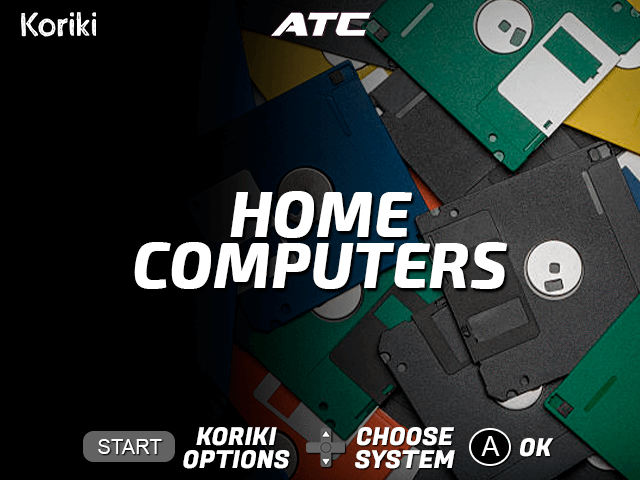 Koriki
ATC
HOME
COMPUTERS
START
KORIKI
OPTIONS
CHOOSE
SYSTEM
A
OK